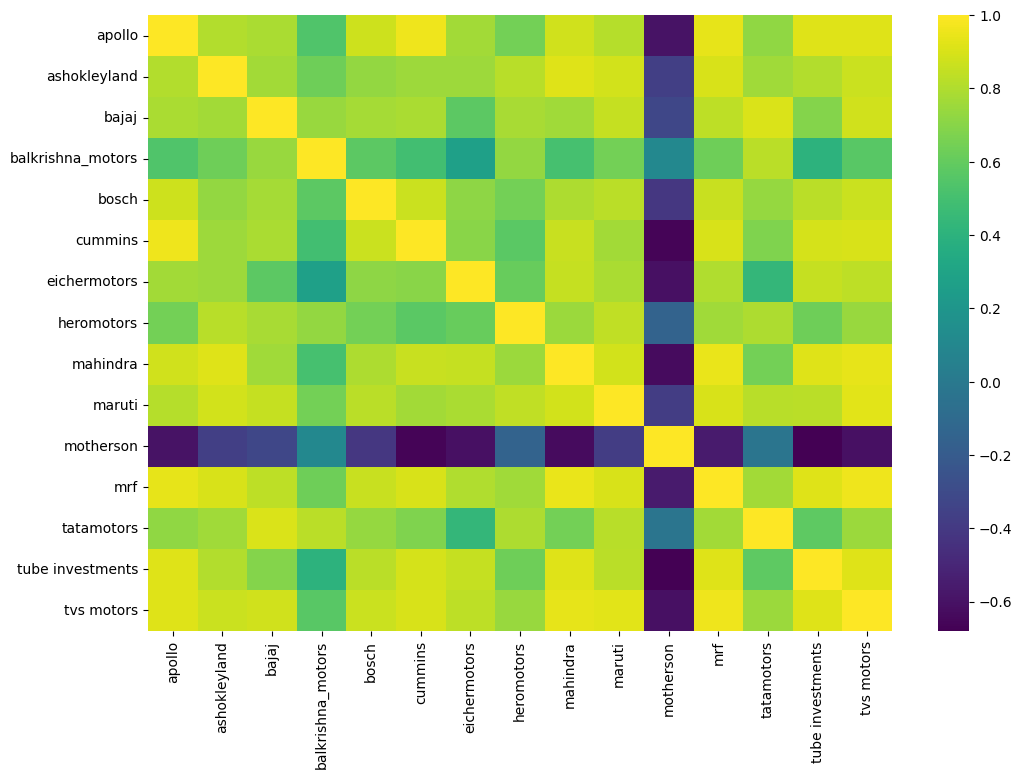 apollo
ashokleyland
bajaj
balkrishna_motors
bosch
cummins
eichermotors
heromotors
mahindra
maruti
motherson
mrf
tatamotors
tube investments
tvs motors
apollo
ashokleyland
bajaj
balkrishna_motors
bosch
cummins
eichermotors
heromotors
mahindra
maruti
motherson
mrf
tatamotors
tube investments
tvs motors
1.0
0.8
0.6
0.4
0.2
0.0
−0.2
−0.4
−0.6